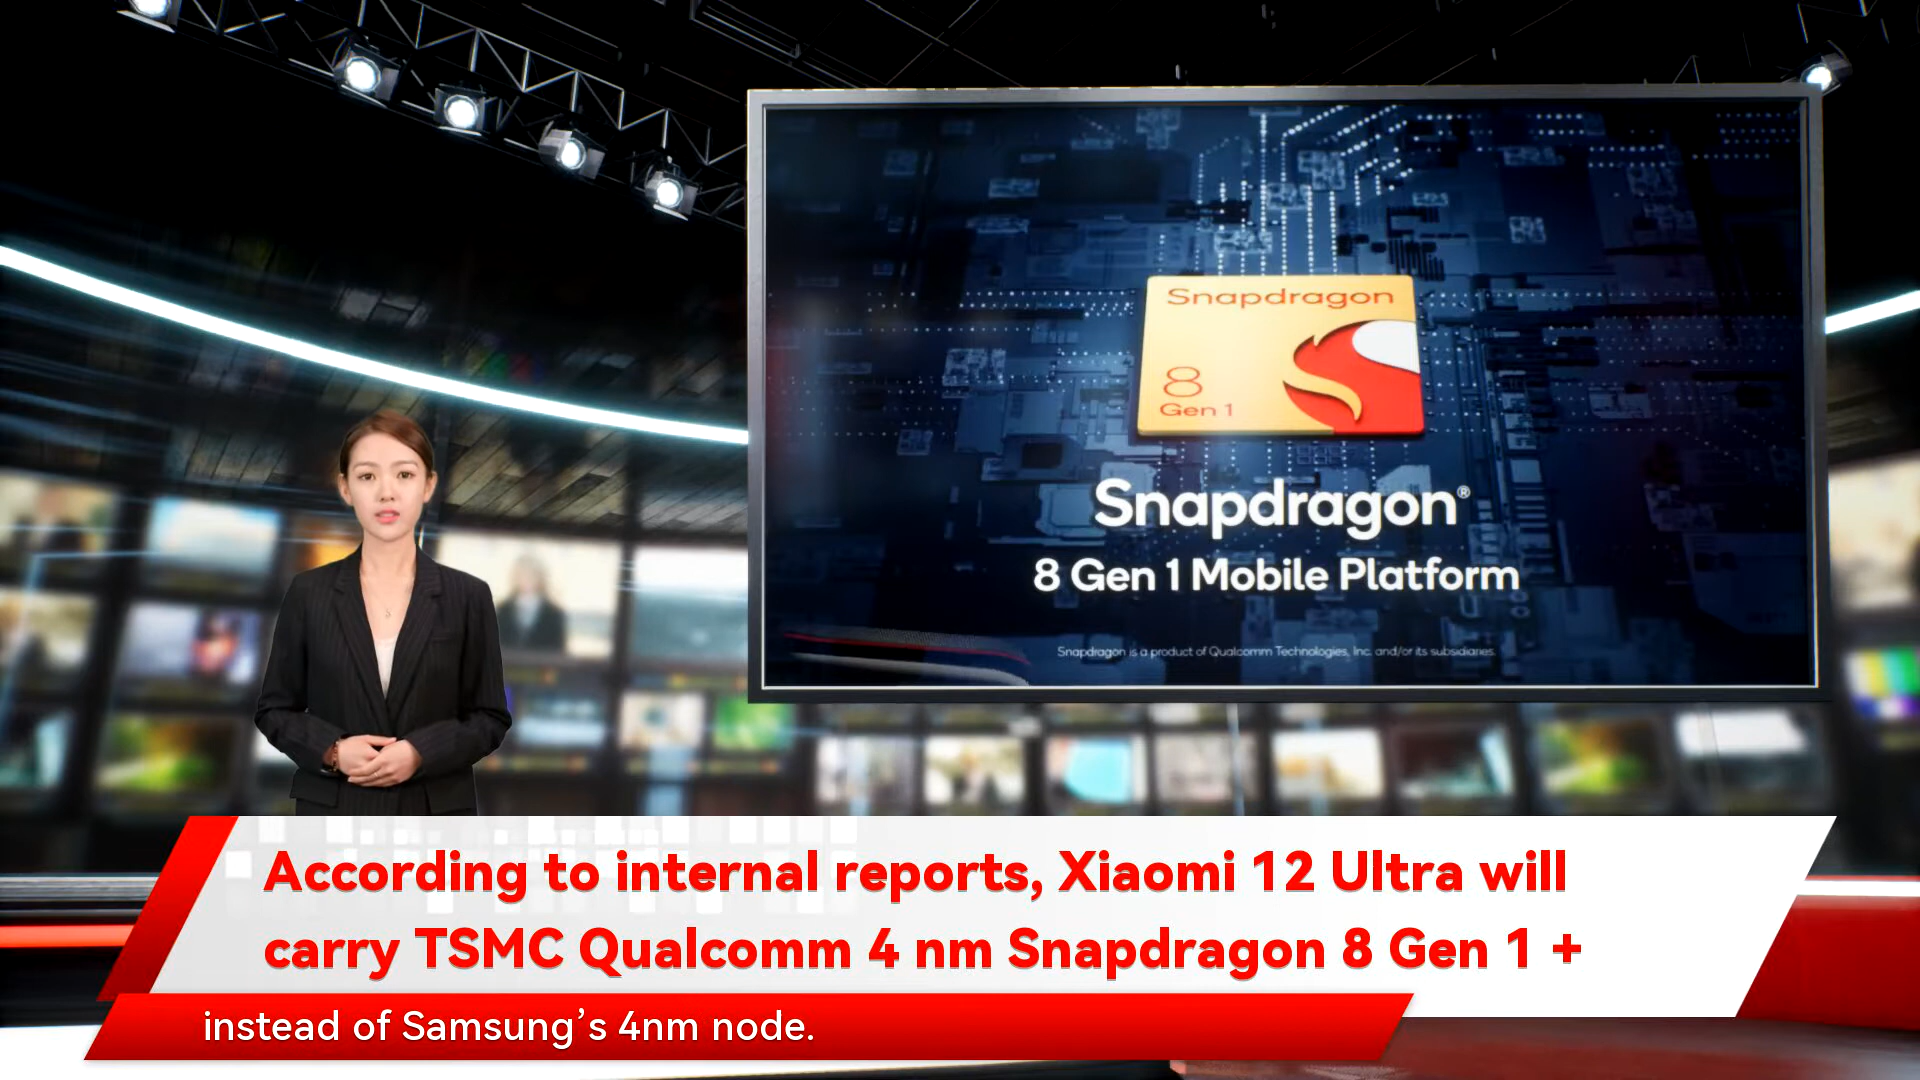 Snapdragon
8
Gen 1
Snapdragon®
8 Gen 1 Mobile Platform
Snapdragon is a product of Qualcomm Technologies, Inc. and/or its subsidiaries.
According to internal reports, Xiaomi 12 Ultra will
carry TSMC Qualcomm 4 nm Snapdragon 8 Gen 1 +
instead of Samsung’s 4nm node.